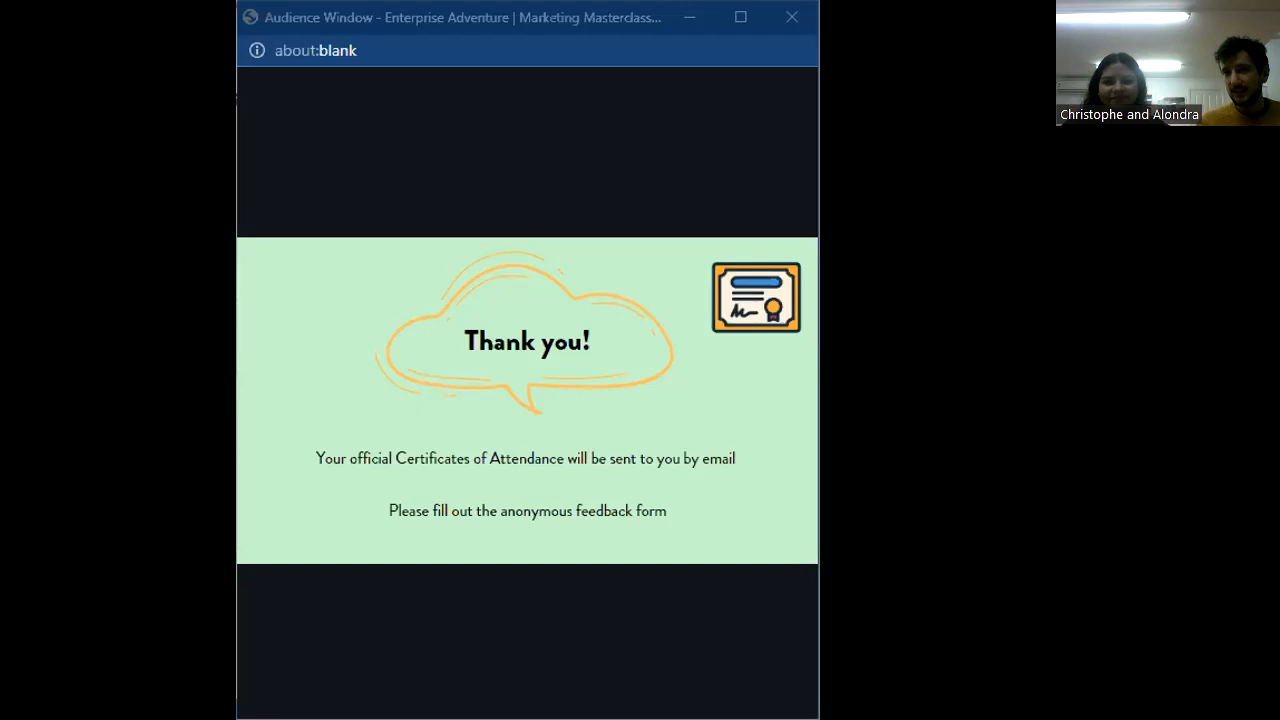 Audience Window - Enterprise Adventure | Marketing Masterclass...
about:blank
Christophe and Alondra
Thank you!
Your official Certificates of Attendance will be sent to you by email
Please fill out the anonymous feedback form